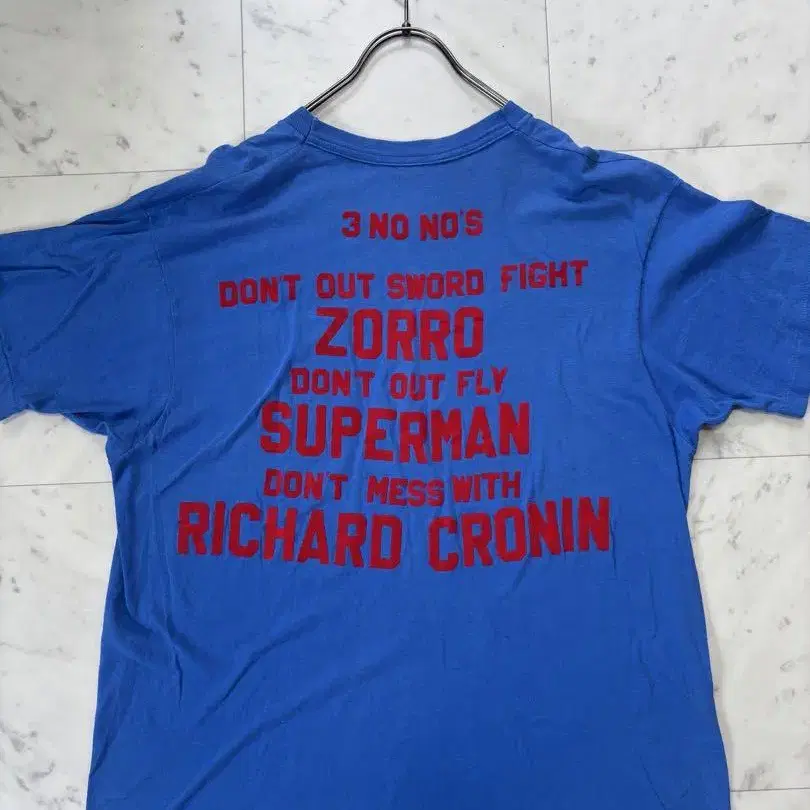 3 NO NO'S
DON'T OUT SWORD FIGHT
ZORRO
DON'T OUT FLY
SUPERMAN
DON'T MESS WITH
RICHARD CRONIN